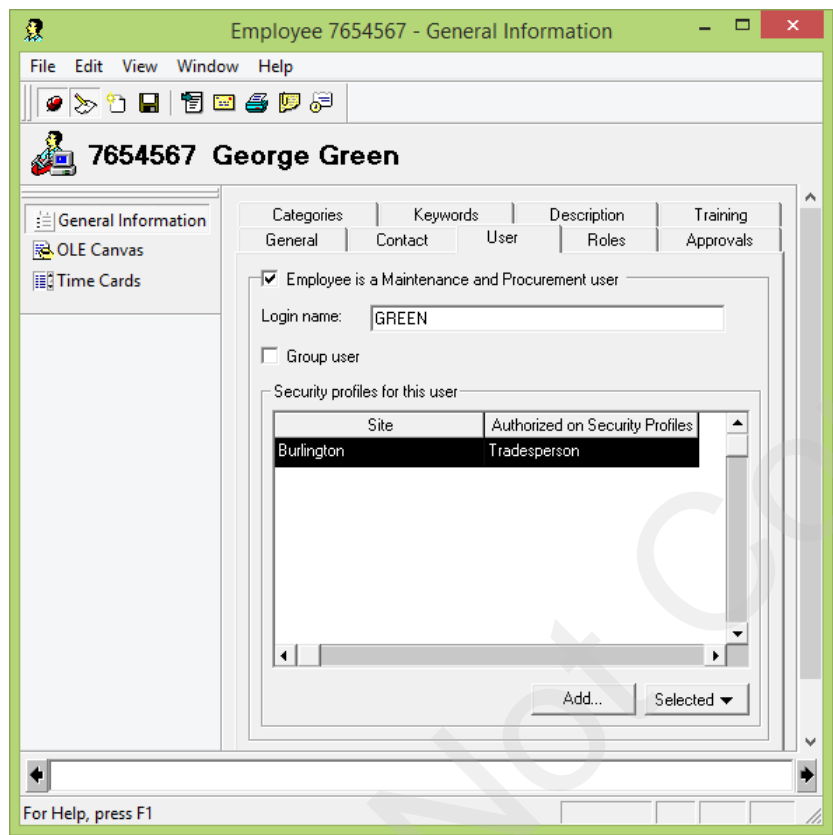 Employee 7654567 - General Information
File Edit View Window Help
7654567 George Green
General Information
OLE Canvas
Time Cards
Categories Keywords Description Training
General Contact User Roles Approvals
Employee is a Maintenance and Procurement user
Login name: GREEN
Group user
Security profiles for this user
Site Authorized on Security Profiles
Burlington Tradesperson
Add... Selected
For Help, press F1
Not Co